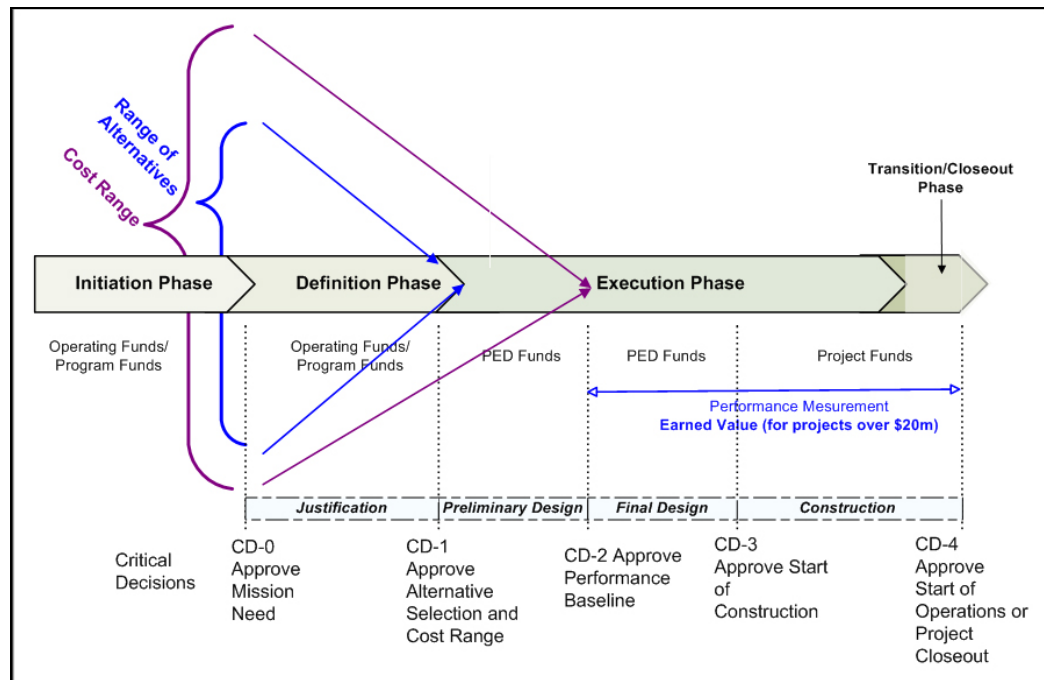 Range of
Alternatives
Cost Range
Transition/Closeout
Phase
Initiation Phase
Definition Phase
Execution Phase
Operating Funds/
Program Funds
Operating Funds/
Program Funds
PED Funds
PED Funds
Project Funds
Performance Mesurement
Earned Value (for projects over $20m)
Justification
Preliminary Design
Final Design
Construction
Critical
Decisions
CD-0
Approve
Mission
Need
CD-1
Approve
Alternative
Selection and
Cost Range
CD-2 Approve
Performance
Baseline
CD-3
Approve Start
of
Construction
CD-4
Approve
Start of
Operations or
Project
Closeout